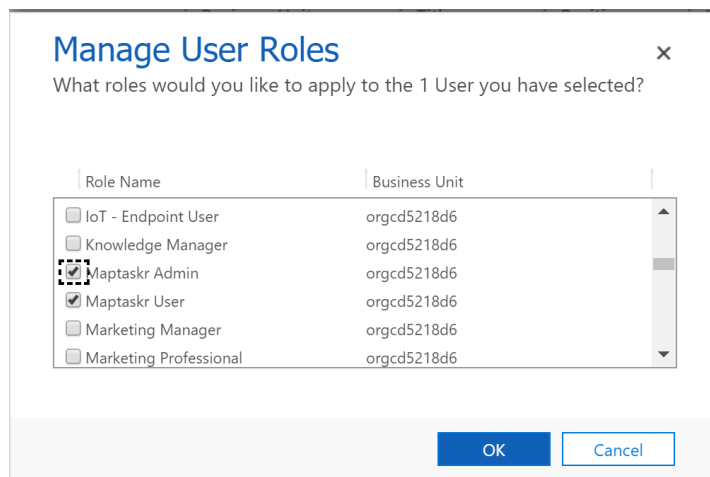 Manage User Roles
What roles would you like to apply to the 1 User you have selected?
Role Name Business Unit
IoT - Endpoint User orgcd5218d6
Knowledge Manager orgcd5218d6
Maptaskr Admin orgcd5218d6
Maptaskr User orgcd5218d6
Marketing Manager orgcd5218d6
Marketing Professional orgcd5218d6
OK Cancel